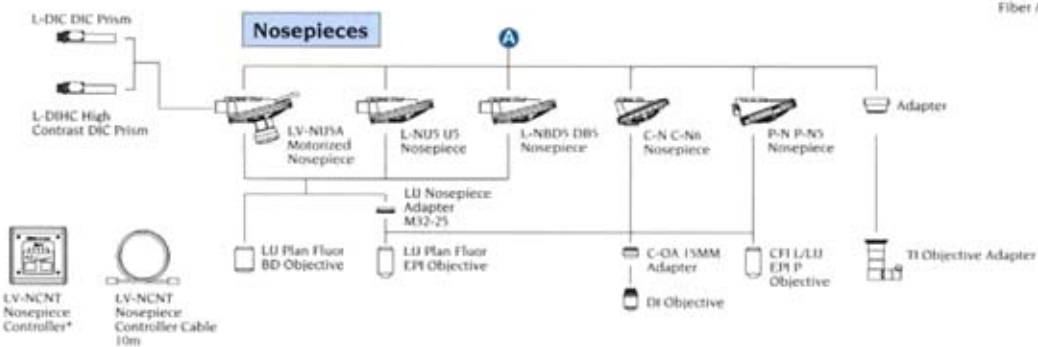 L-DIC DIC Prism
Nosepieces
A
Fiber
L-DIHC High
Contrast DIC Prism
LV-NU5A
Motorized
Nosepiece
L-NU5 U5
Nosepiece
L-NBD5 DB5
Nosepiece
C-N C-N6
Nosepiece
P-N P-N5
Nosepiece
Adapter
LU Nosepiece
Adapter
M32-25
LU Plan Fluor
BD Objective
LU Plan Fluor
EPI Objective
C-OA 15MM
Adapter
DI Objective
CFI L/LU
EPI P
Objective
TI Objective Adapter
LV-NCNT
Nosepiece
Controller*
LV-NCNT
Nosepiece
Controller Cable
10m